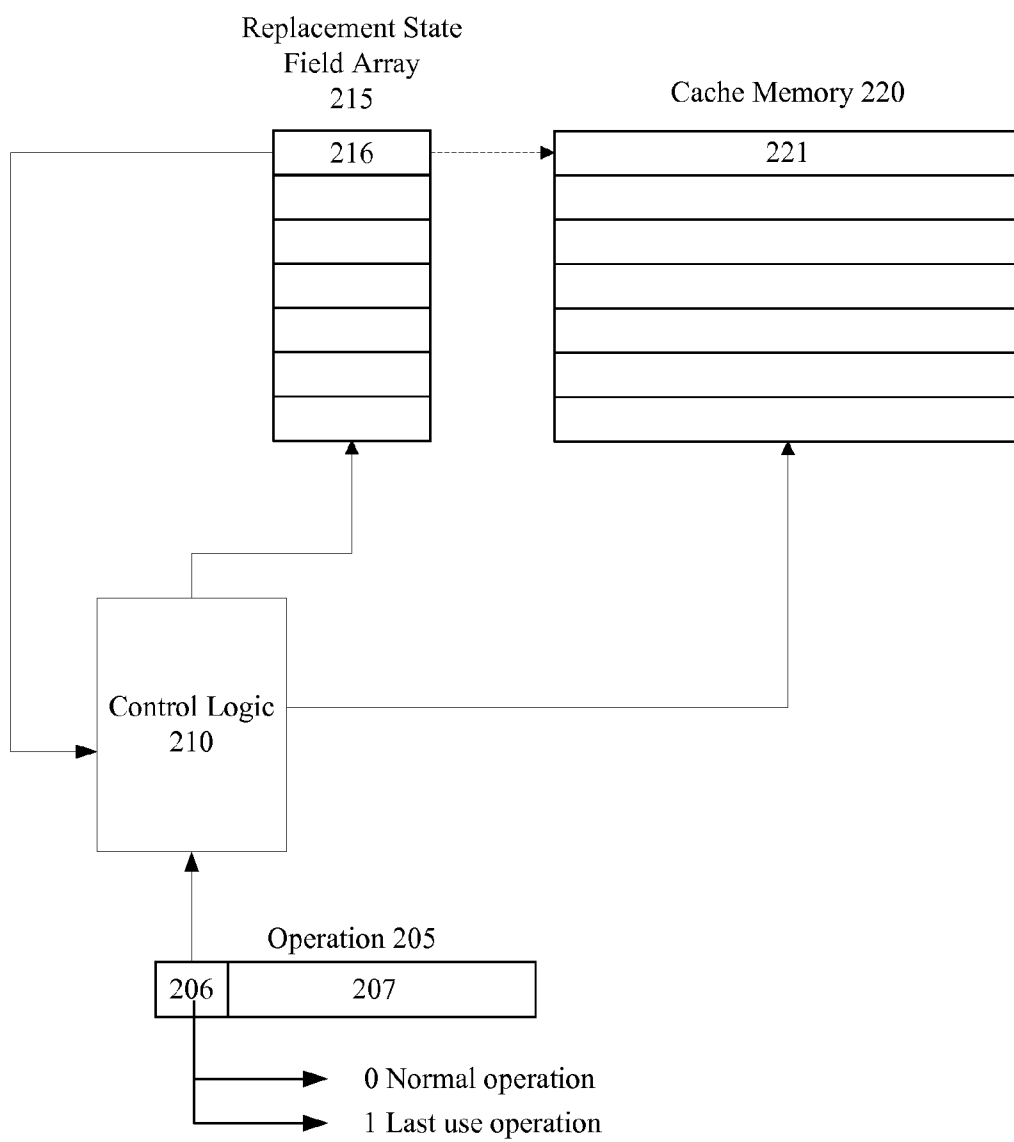 Replacement State
Field Array
215
Cache Memory 220
216
221
Control Logic
210
Operation 205
206
207
0 Normal operation
1 Last use operation